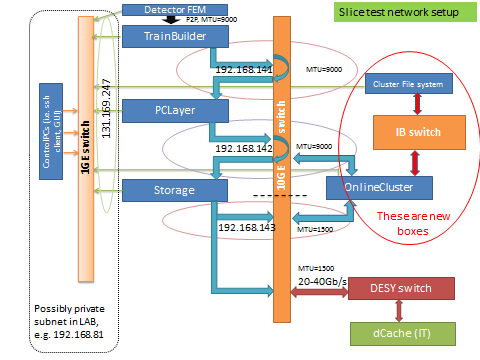 Slice test network setup
Detector FEM
P2P, MTU=9000
TrainBuilder
192.168.141
MTU=9000
131.169.247
1GE switch
ControlPCs (i.e. ssh
client, GUI)
Cluster File system
PCLayer
10GE switch
IB switch
192.168.142
MTU=9000
Storage
OnlineCluster
192.168.143
MTU=1500
These are new
boxes
MTU=1500
20-40Gb/s
DESY switch
Possibly private
subnet in LAB,
e.g. 192.168.81
dCache (IT)